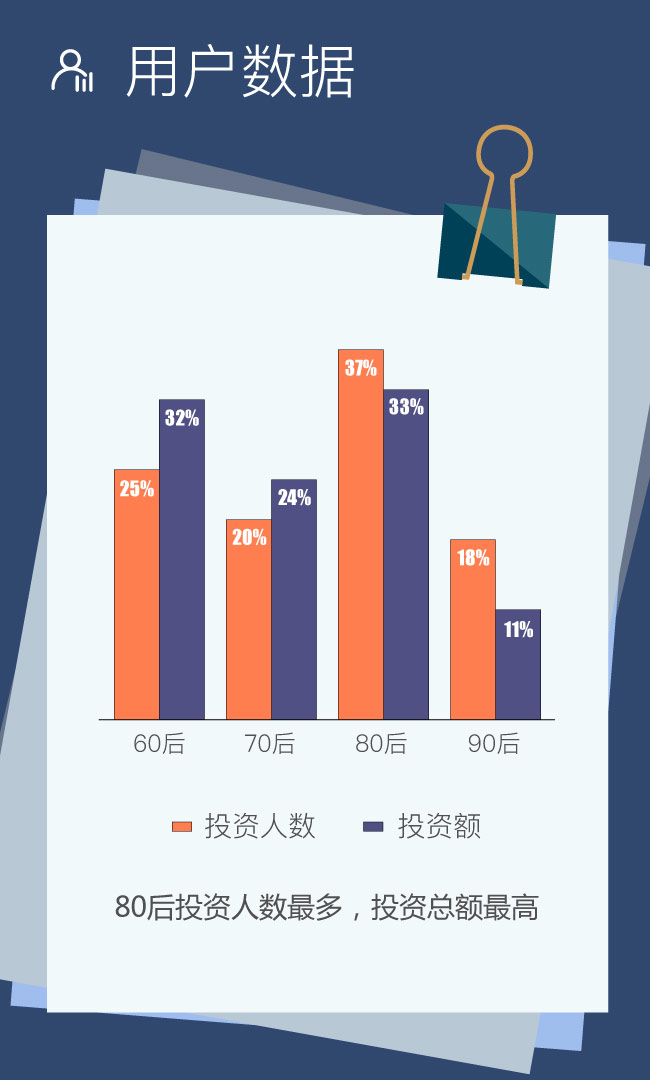 用户数据
37%
33%
32%
25%
24%
20%
18%
11%
60后 70后 80后 90后
投资人数 投资额
80后投资人数最多，投资总额最高